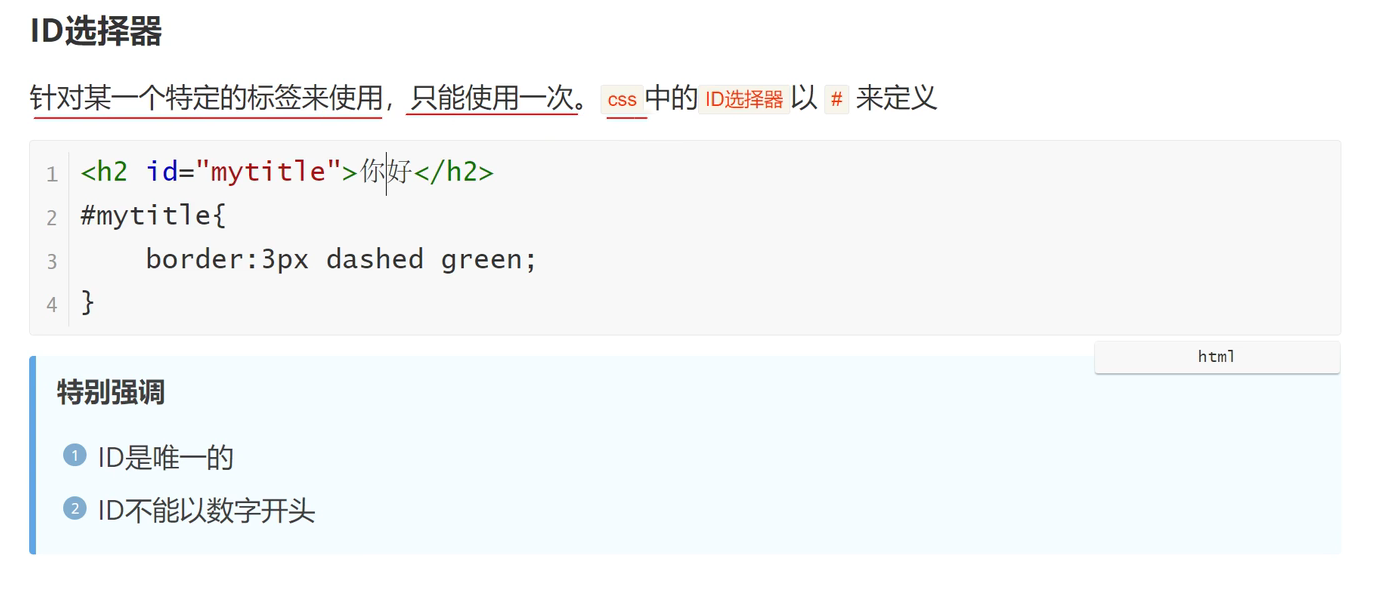 ID选择器
针对某一个特定的标签来使用，只能使用一次。css中的ID选择器以 # 来定义
1 <h2 id="mytitle">你好</h2>
2 #mytitle{
3     border:3px dashed green;
4 }
html
特别强调
1 ID是唯一的
2 ID不能以数字开头